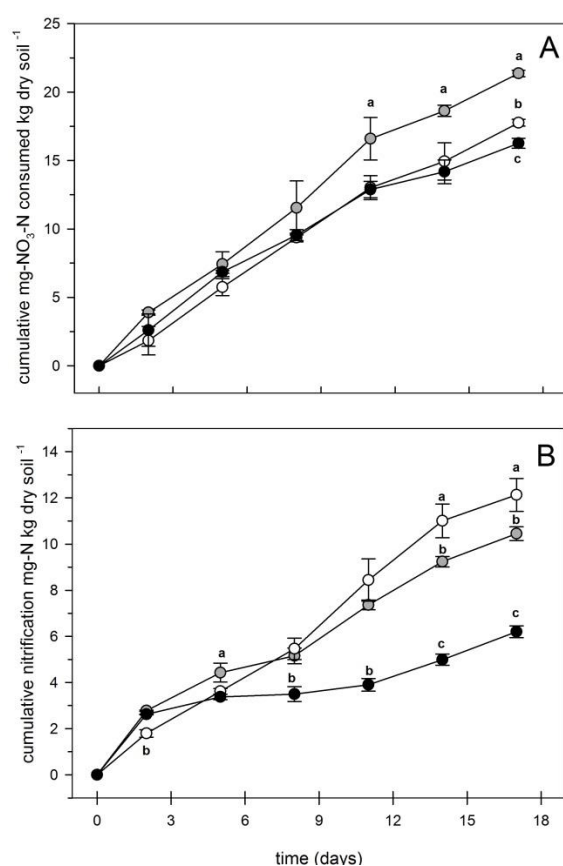 A
cumulative mg-NO₃-N consumed kg dry soil ⁻¹
25
20
15
10
5
0
a
a
a
b
c
B
cumulative nitrification mg-N kg dry soil ⁻¹
14
12
10
8
6
4
2
0
a
a
a
b
b
b
b
b
c
c
0 3 6 9 12 15 18
time (days)